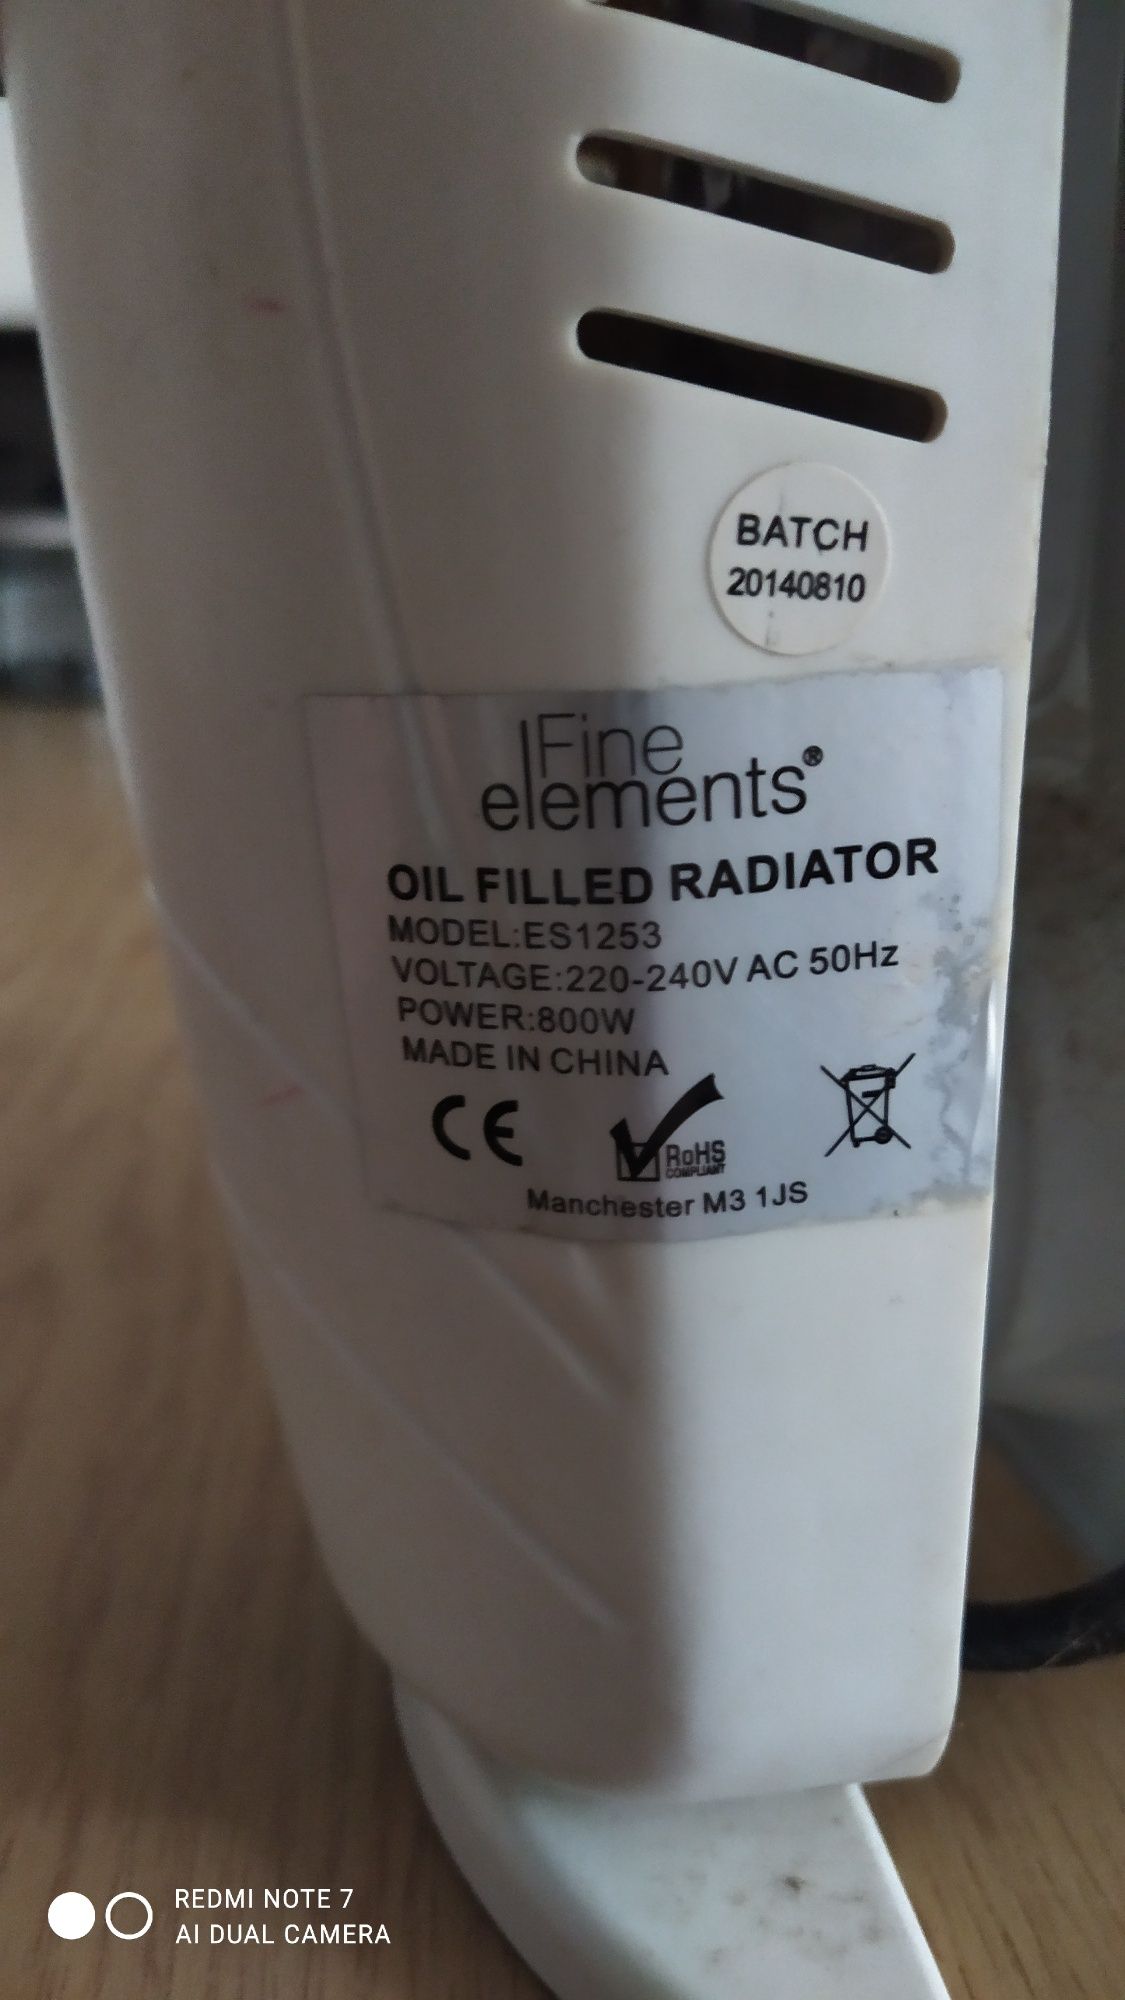 BATCH
20140810
Fine
elements®
OIL FILLED RADIATOR
MODEL:ES1253
VOLTAGE:220-240V AC 50Hz
POWER:800W
MADE IN CHINA
CE
RoHS
COMPLIANT
Manchester M3 1JS
REDMI NOTE 7
AI DUAL CAMERA